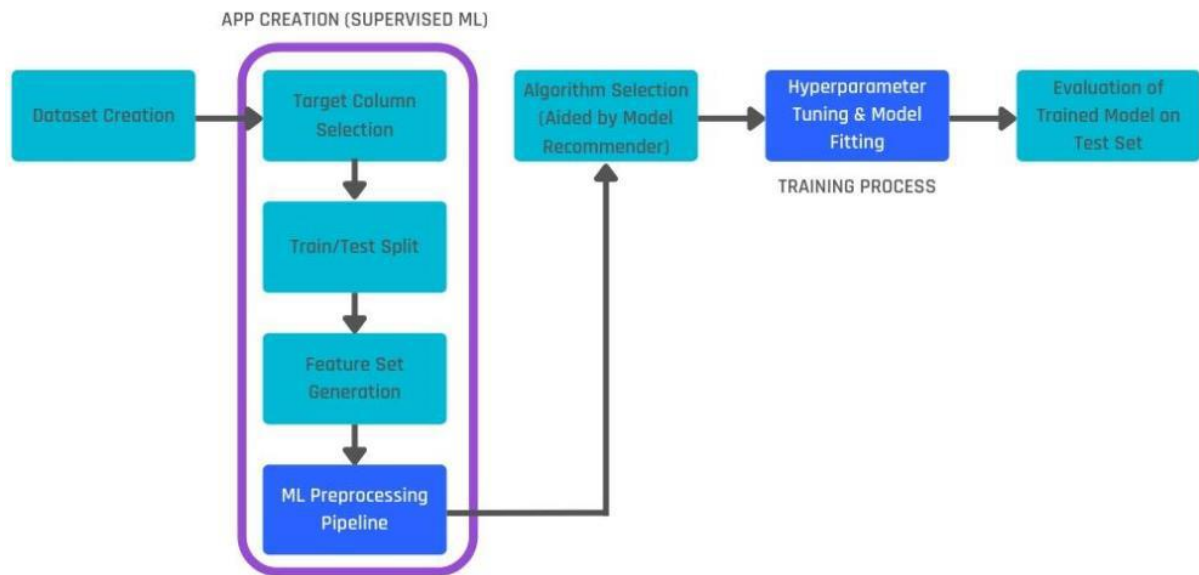 APP CREATION (SUPERVISED ML)
Dataset Creation
Target Column
Selection
Train/Test Split
Feature Set
Generation
ML Preprocessing
Pipeline
Algorithm Selection
(Aided by Model
Recommender)
Hyperparameter
Tuning & Model
Fitting
TRAINING PROCESS
Evaluation of
Trained Model on
Test Set